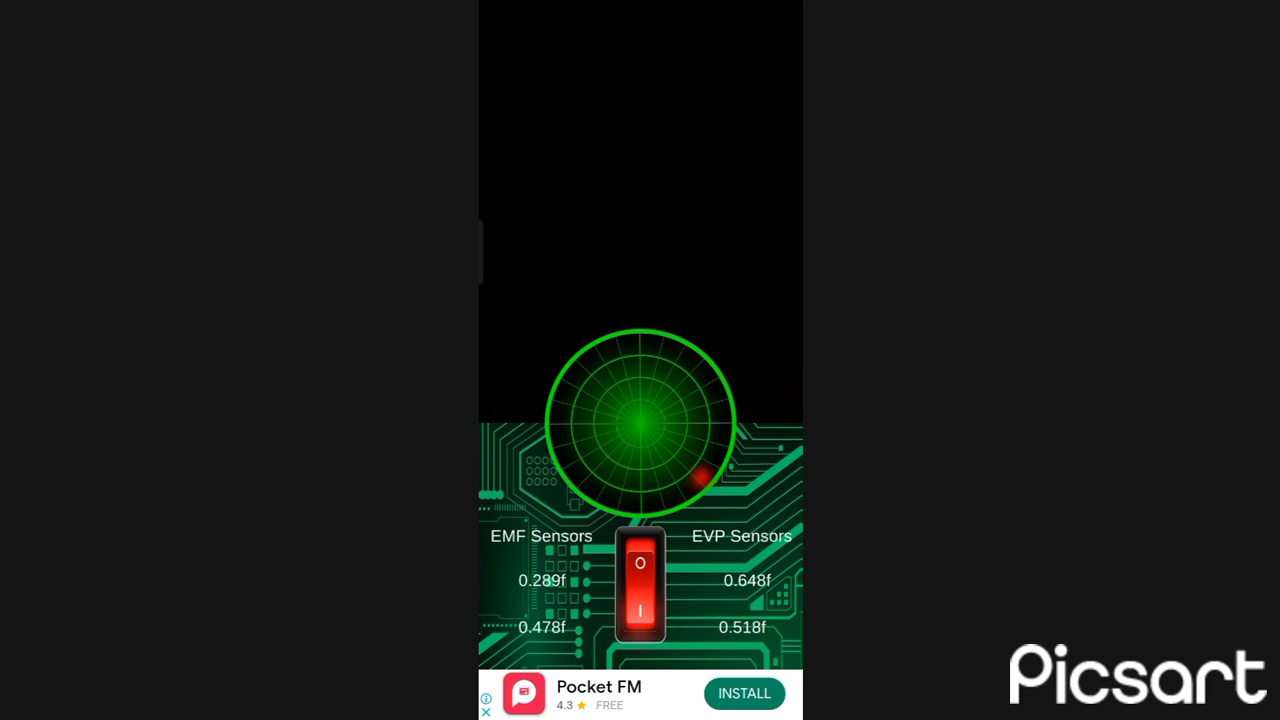 EMF Sensors
EVP Sensors
O
0.289f
0.648f
I
0.478f
0.518f
Pocket FM
4.3 ★ FREE
INSTALL
Picsart